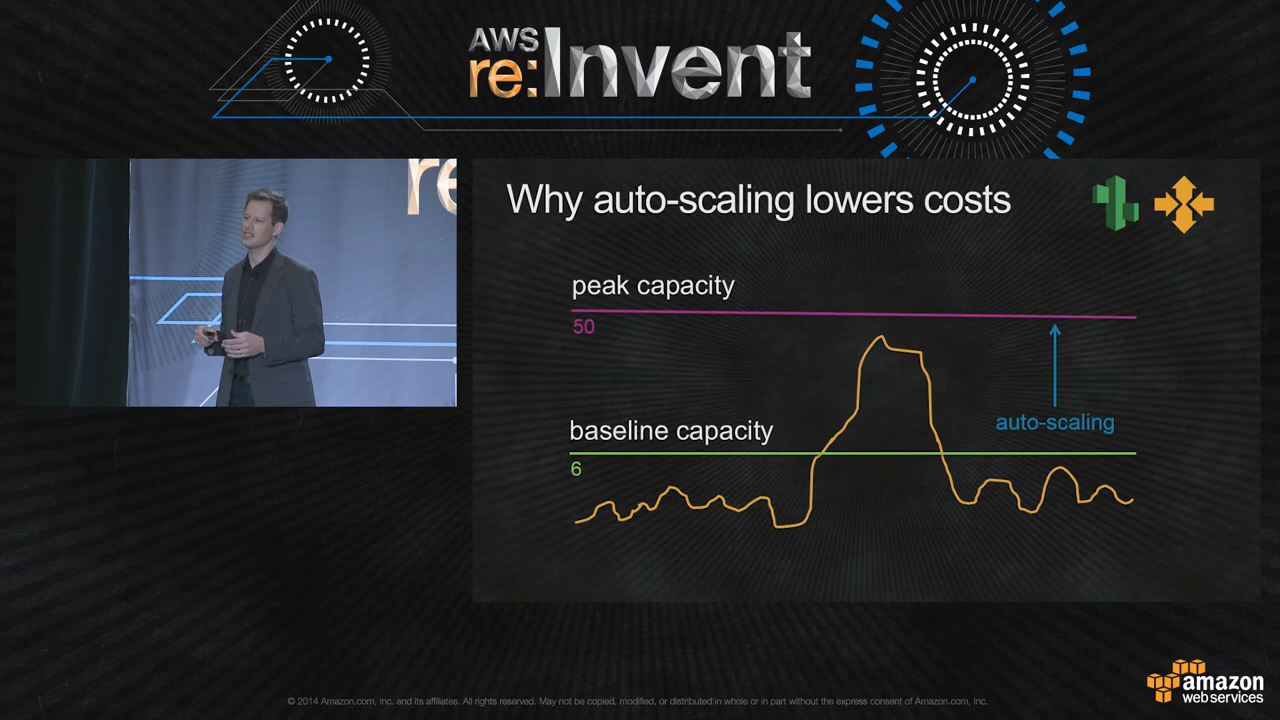 AWS
re:Invent
re
Why auto-scaling lowers costs
peak capacity
50
auto-scaling
baseline capacity
6
© 2014 Amazon.com, Inc. and its affiliates. All rights reserved. May not be copied, modified, or distributed in whole or in part without the express consent of Amazon.com, Inc.
amazon
web services